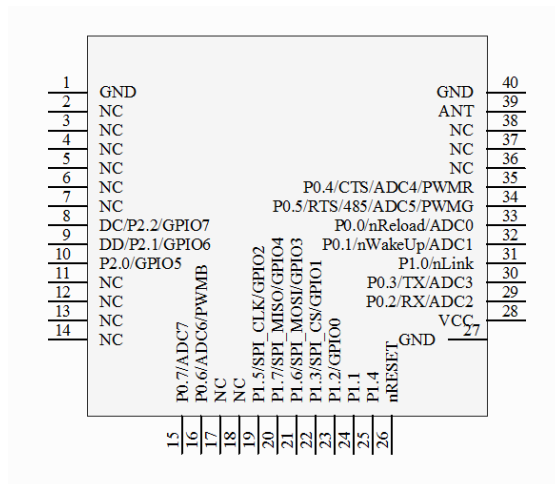 1 GND
2 NC
3 NC
4 NC
5 NC
6 NC
7 NC
8 DC/P2.2/GPIO7
9 DD/P2.1/GPIO6
10 P2.0/GPIO5
11 NC
12 NC
13 NC
14 NC
15 P0.7/ADC7
16 P0.6/ADC6/PWMB
17 NC
18 NC
19 P1.5/SPI_CLK/GPIO2
20 P1.7/SPI_MISO/GPIO4
21 P1.6/SPI_MOSI/GPIO3
22 P1.3/SPI_CS/GPIO1
23 P1.2/GPIO0
24 P1.1
25 P1.4
26 nRESET
GND 27
VCC 28
P0.2/RX/ADC2 29
P0.3/TX/ADC3 30
P1.0/nLink 31
P0.1/nWakeUp/ADC1 32
P0.0/nReload/ADC0 33
P0.5/RTS/485/ADC5/PWMG 34
P0.4/CTS/ADC4/PWMR 35
NC 36
NC 37
NC 38
ANT 39
GND 40